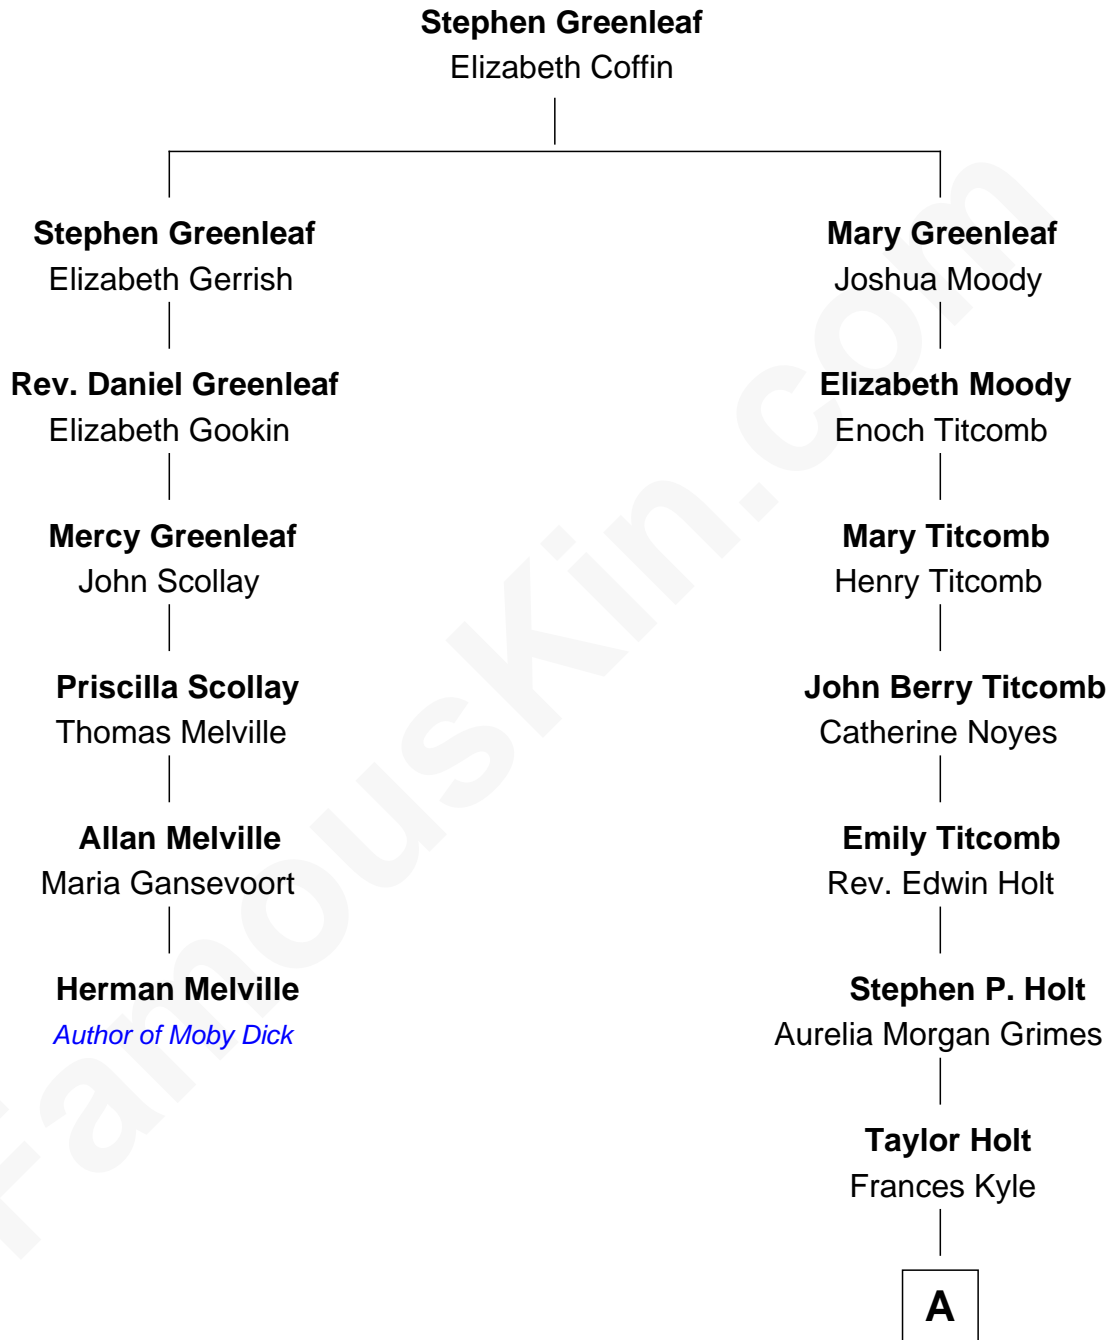 Stephen Greenleaf
Elizabeth Coffin
Stephen Greenleaf
Elizabeth Gerrish
Rev. Daniel Greenleaf
Elizabeth Gookin
Mercy Greenleaf
John Scollay
Priscilla Scollay
Thomas Melville
Allan Melville
Maria Gansevoort
Herman Melville
Author of Moby Dick
Mary Greenleaf
Joshua Moody
Elizabeth Moody
Enoch Titcomb
Mary Titcomb
Henry Titcomb
John Berry Titcomb
Catherine Noyes
Emily Titcomb
Rev. Edwin Holt
Stephen P. Holt
Aurelia Morgan Grimes
Taylor Holt
Frances Kyle
A
FamousKin.com